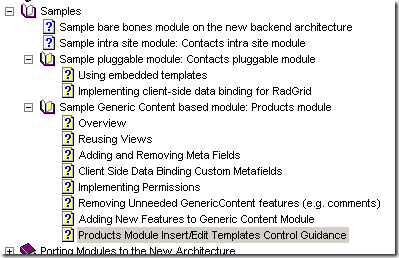 Samples
Sample bare bones module on the new backend architecture
Sample intra site module: Contacts intra site module
Sample pluggable module: Contacts pluggable module
Using embedded templates
Implementing client-side data binding for RadGrid
Sample Generic Content based module: Products module
Overview
Reusing Views
Adding and Removing Meta Fields
Client Side Data Binding Custom Metafields
Implementing Permissions
Removing Unneeded GenericContent features (e.g. comments)
Adding New Features to Generic Content Module
Products Module Insert/Edit Templates Control Guidance
Porting Modules to the New Architecture